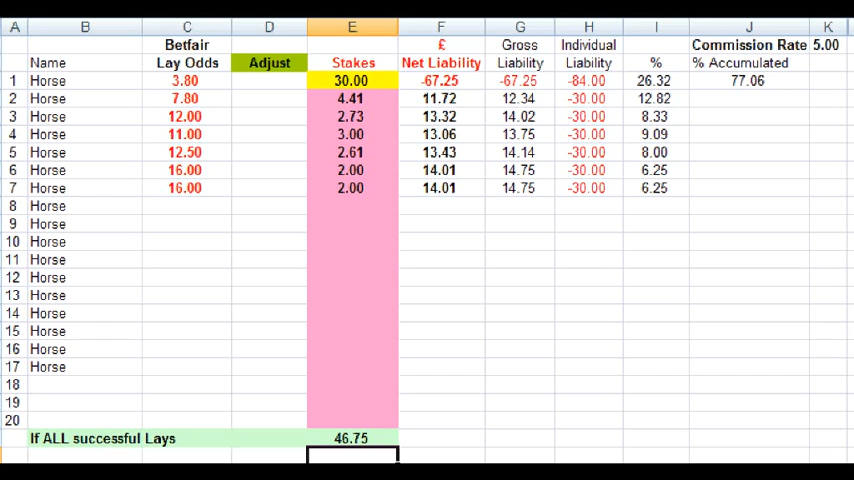 A B C D E F G H I J K
Betfair £ Gross Individual Commission Rate 5.00
Name Lay Odds Adjust Stakes Net Liability Liability Liability % % Accumulated
1 Horse 3.80 30.00 -67.25 -67.25 -84.00 26.32 77.06
2 Horse 7.80 4.41 11.72 12.34 -30.00 12.82
3 Horse 12.00 2.73 13.32 14.02 -30.00 8.33
4 Horse 11.00 3.00 13.06 13.75 -30.00 9.09
5 Horse 12.50 2.61 13.43 14.14 -30.00 8.00
6 Horse 16.00 2.00 14.01 14.75 -30.00 6.25
7 Horse 16.00 2.00 14.01 14.75 -30.00 6.25
8 Horse
9 Horse
10 Horse
11 Horse
12 Horse
13 Horse
14 Horse
15 Horse
16 Horse
17 Horse
18
19
20
If ALL successful Lays 46.75